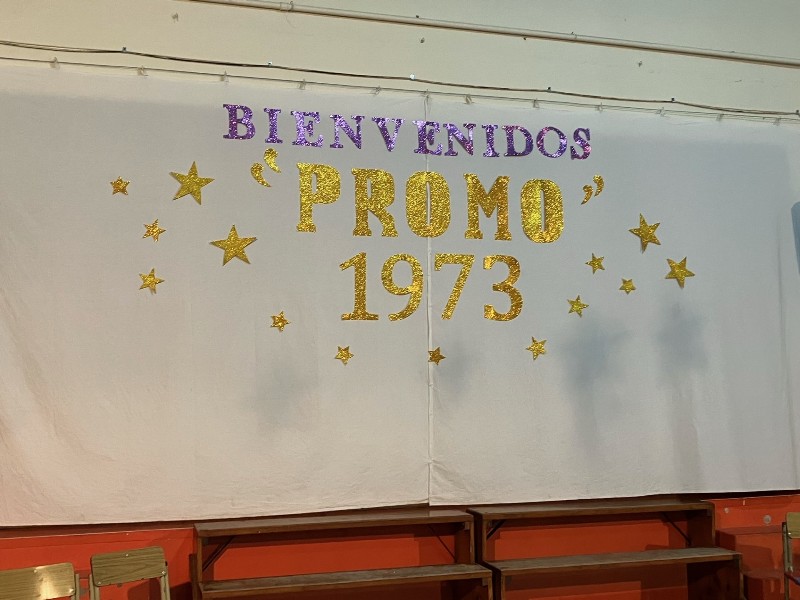 BIENVENIDOS
"PROMO"
1973